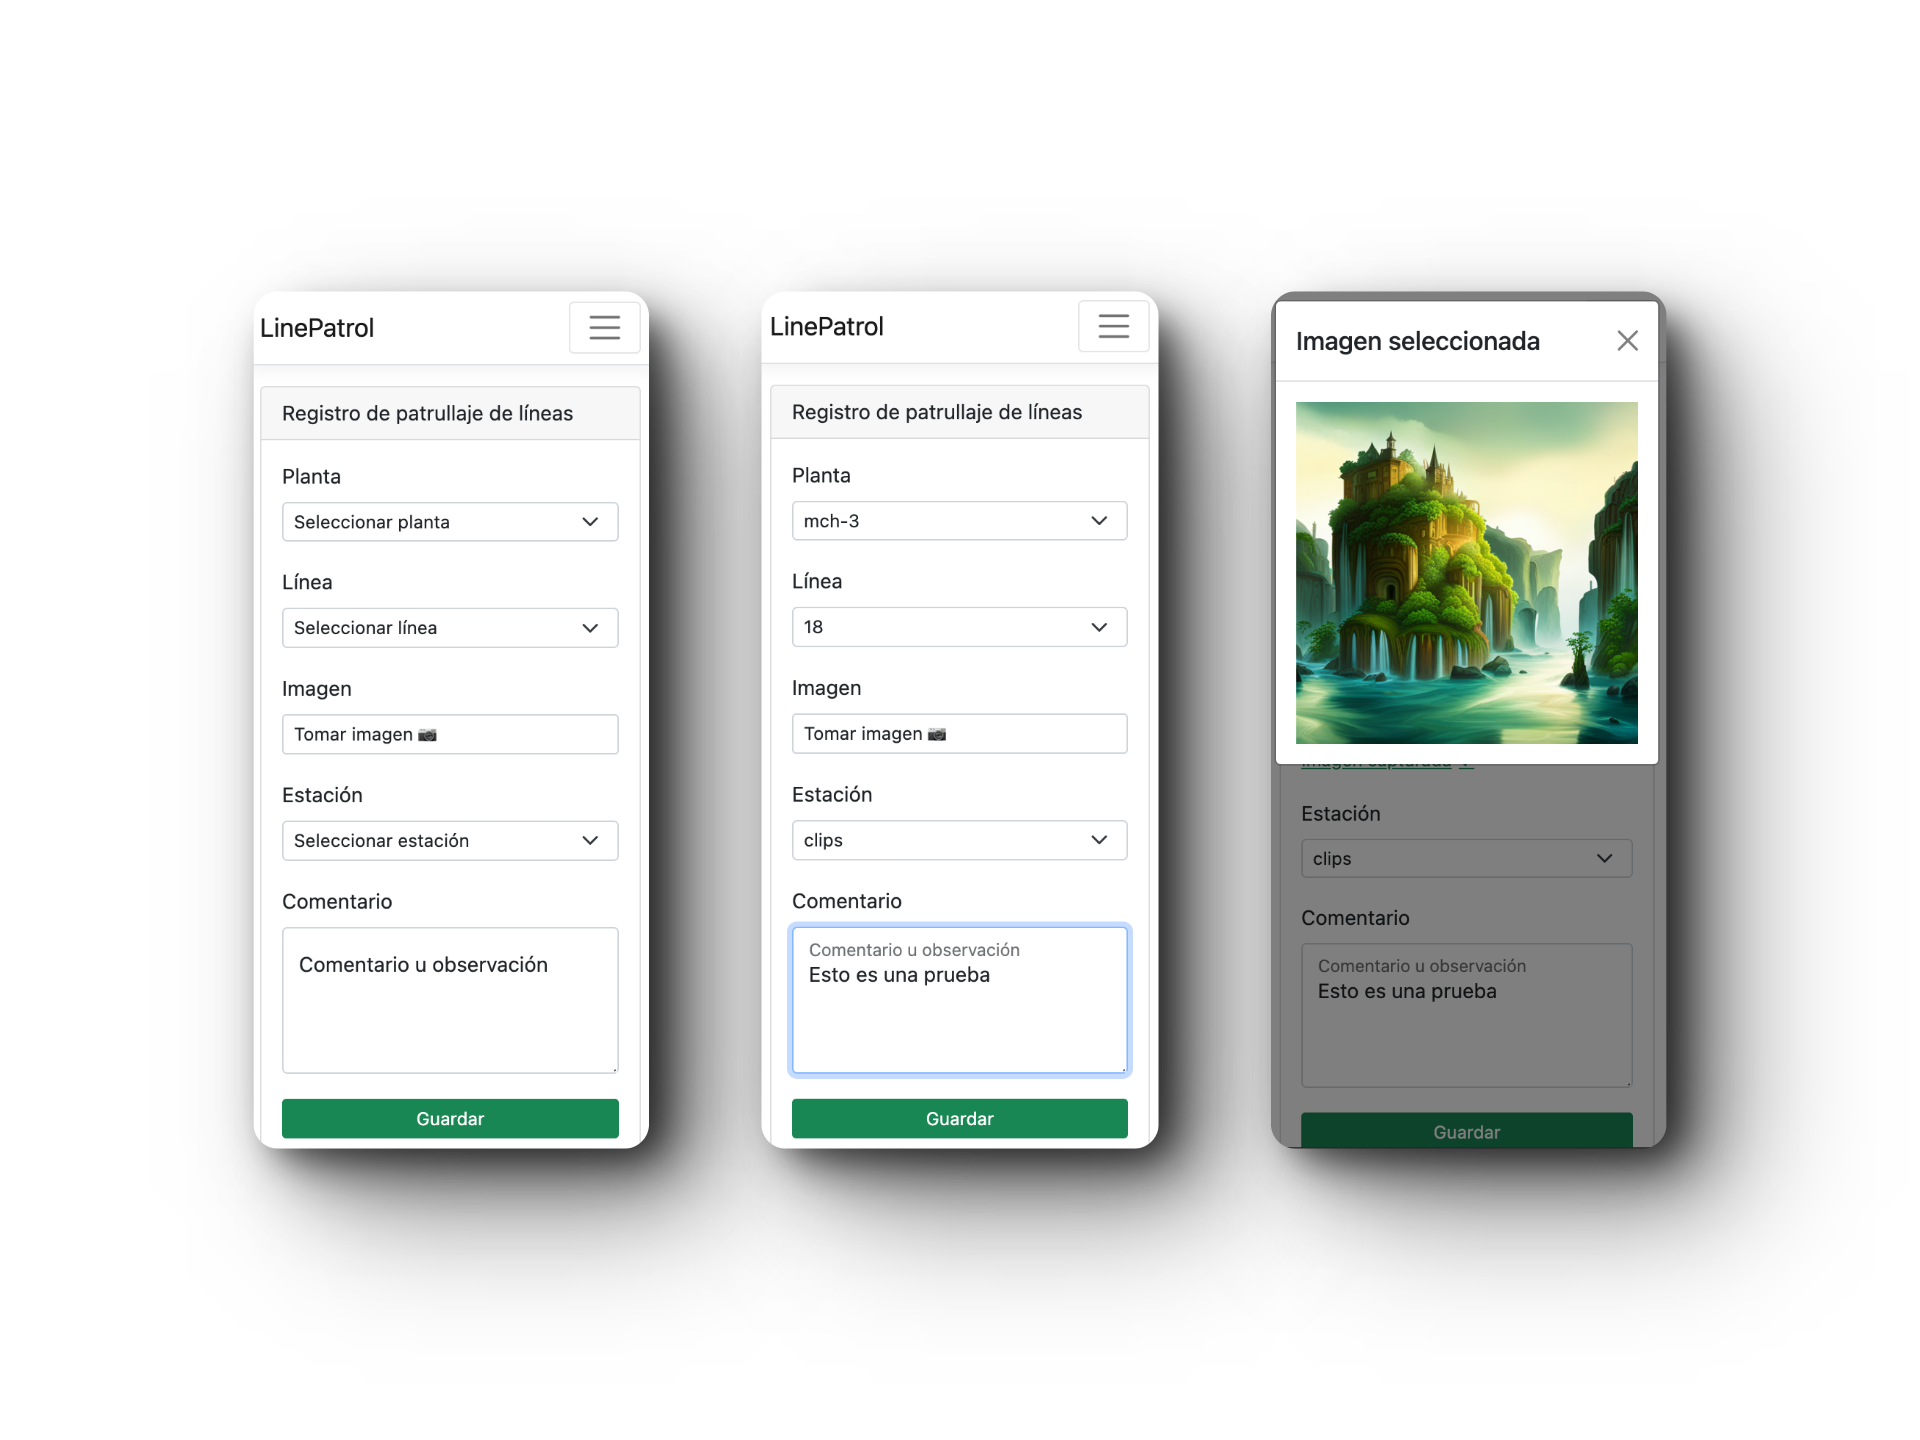 LinePatrol
Registro de patrullaje de líneas
Planta
Seleccionar planta
Línea
Seleccionar línea
Imagen
Tomar imagen 📷
Estación
Seleccionar estación
Comentario
Comentario u observación
Guardar
LinePatrol
Registro de patrullaje de líneas
Planta
mch-3
Línea
18
Imagen
Tomar imagen 📷
Estación
clips
Comentario
Comentario u observación
Esto es una prueba
Guardar
Imagen seleccionada
Imagen capturada
Estación
clips
Comentario
Comentario u observación
Esto es una prueba
Guardar